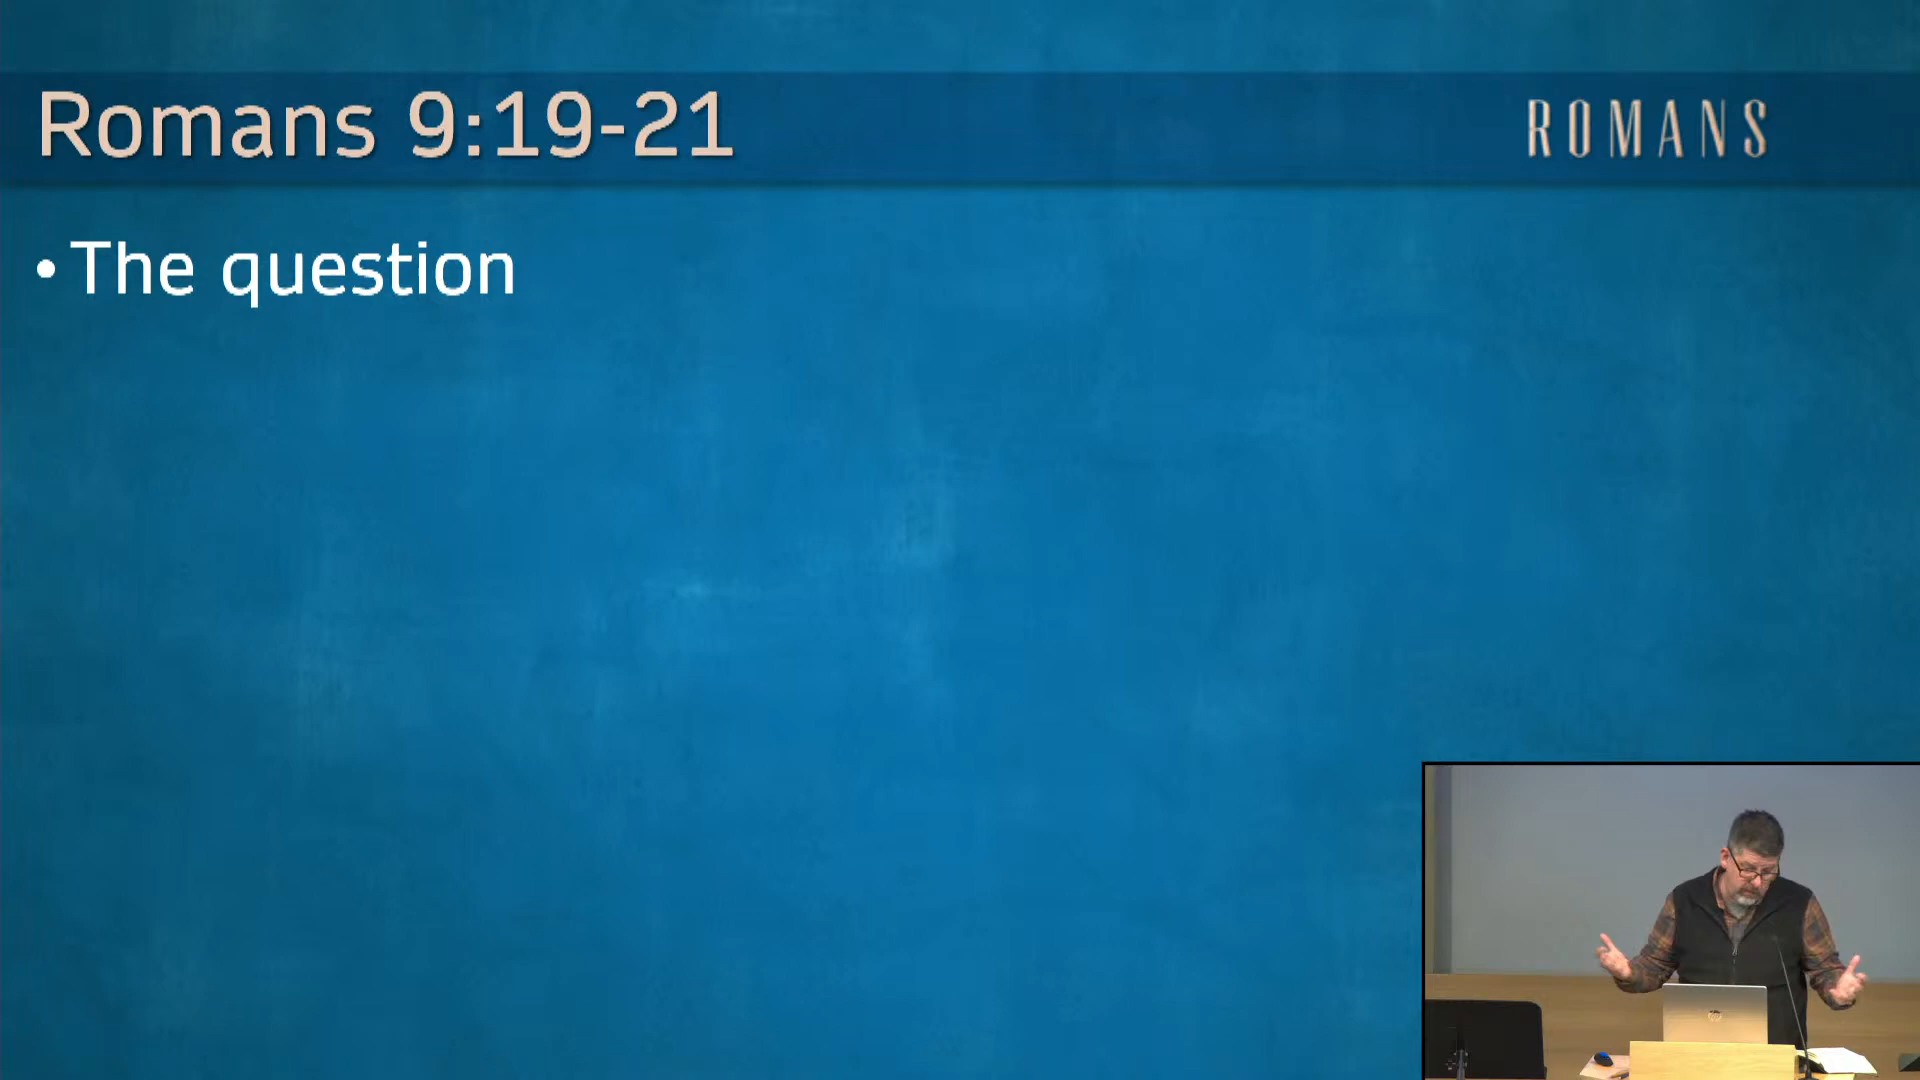 Romans 9:19-21
ROMANS
• The question